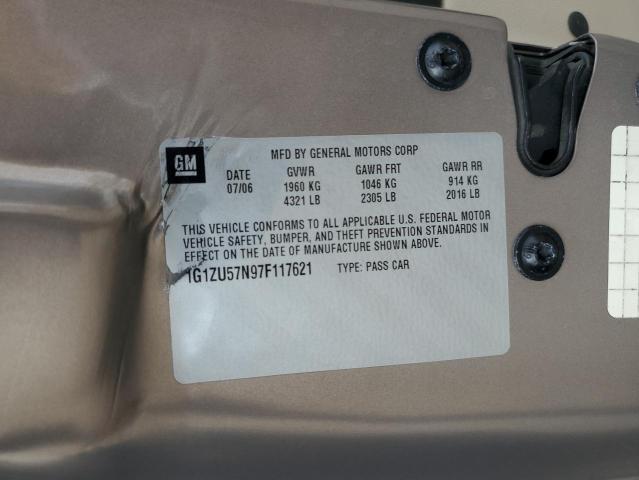 GM
MFD BY GENERAL MOTORS CORP
DATE GVWR GAWR FRT GAWR RR
07/06 1960 KG 1046 KG 914 KG
4321 LB 2305 LB 2016 LB
THIS VEHICLE CONFORMS TO ALL APPLICABLE U.S. FEDERAL MOTOR
VEHICLE SAFETY, BUMPER, AND THEFT PREVENTION STANDARDS IN
EFFECT ON THE DATE OF MANUFACTURE SHOWN ABOVE.
1G1ZU57N97F117621 TYPE: PASS CAR